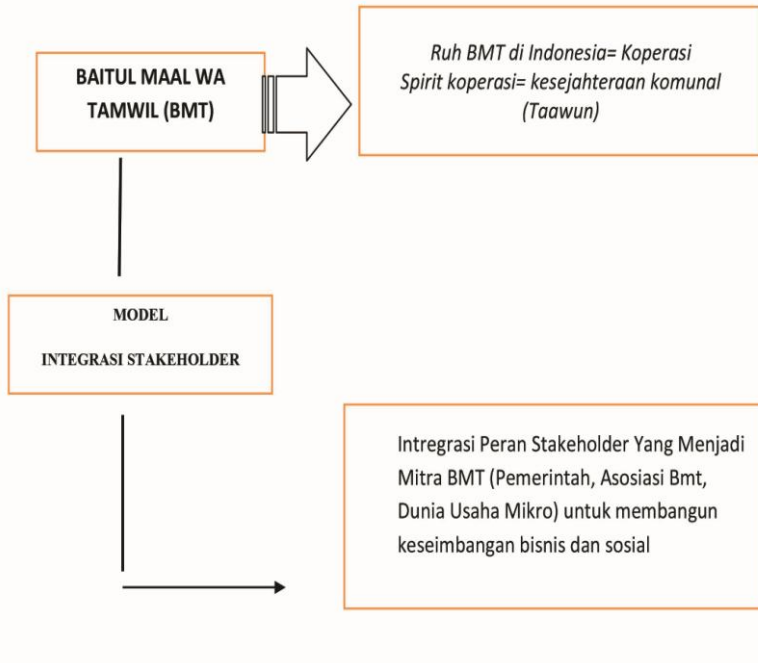 BAITUL MAAL WA
TAMWIL (BMT)
Ruh BMT di Indonesia= Koperasi
Spirit koperasi= kesejahteraan komunal
(Taawun)
MODEL
INTEGRASI STAKEHOLDER
Intregrasi Peran Stakeholder Yang Menjadi
Mitra BMT (Pemerintah, Asosiasi Bmt,
Dunia Usaha Mikro) untuk membangun
keseimbangan bisnis dan sosial